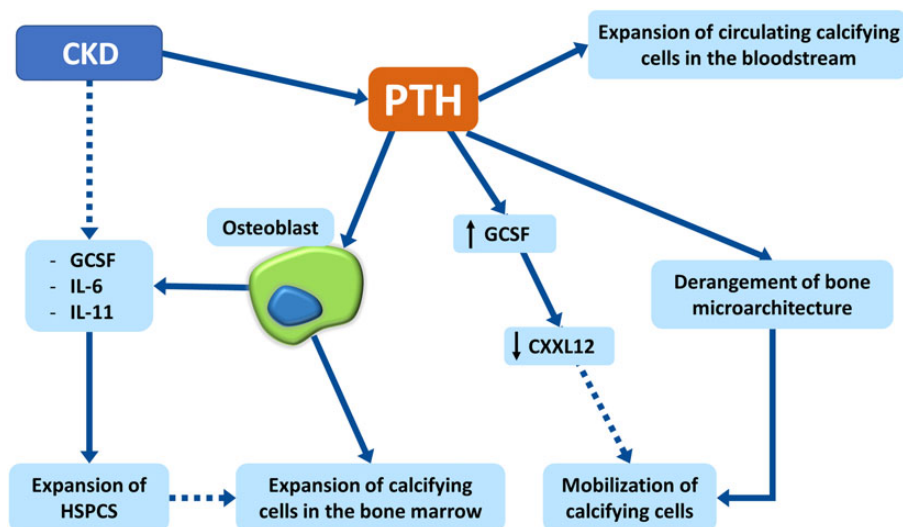 CKD
PTH
Expansion of circulating calcifying
cells in the bloodstream
Osteoblast
↑ GCSF
- GCSF
- IL-6
- IL-11
Derangement of bone
microarchitecture
↓ CXXL12
Expansion of
HSPCS
Expansion of calcifying
cells in the bone marrow
Mobilization of
calcifying cells